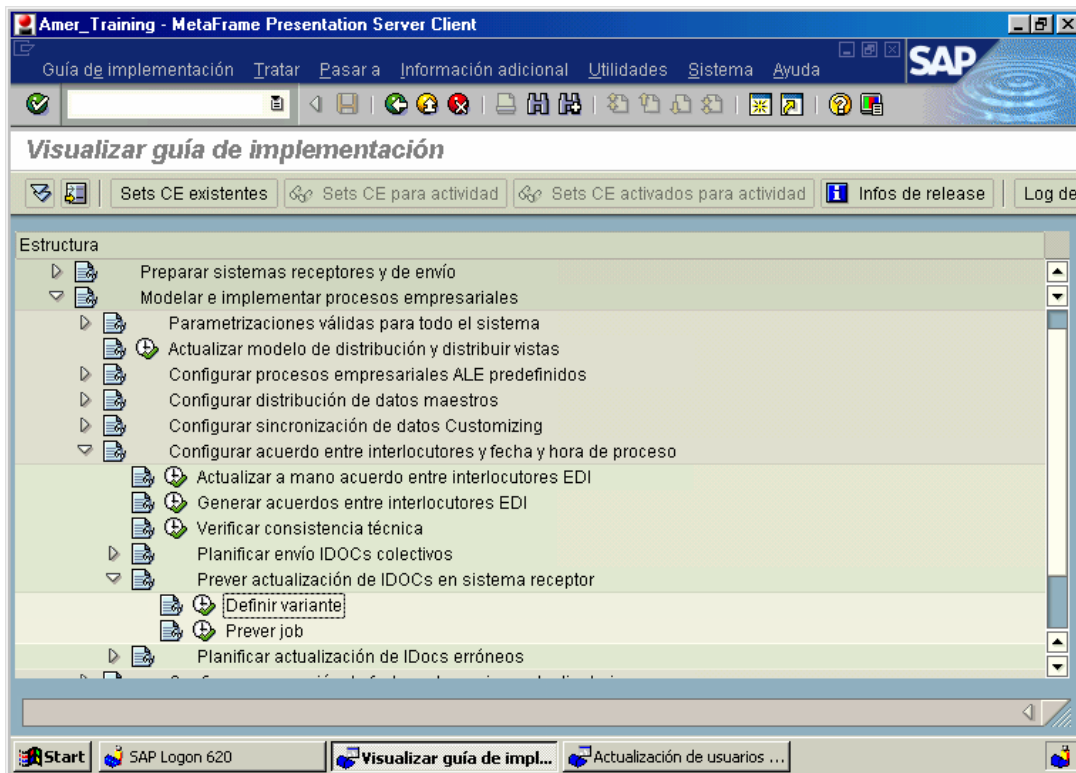 Amer_Training - MetaFrame Presentation Server Client
Guía de implementación Tratar Pasar a Información adicional Utilidades Sistema Ayuda
SAP
Visualizar guía de implementación
Sets CE existentes Sets CE para actividad Sets CE activados para actividad Infos de release Log de
Estructura
Preparar sistemas receptores y de envío
Modelar e implementar procesos empresariales
Parametrizaciones válidas para todo el sistema
Actualizar modelo de distribución y distribuir vistas
Configurar procesos empresariales ALE predefinidos
Configurar distribución de datos maestros
Configurar sincronización de datos Customizing
Configurar acuerdo entre interlocutores y fecha y hora de proceso
Actualizar a mano acuerdo entre interlocutores EDI
Generar acuerdos entre interlocutores EDI
Verificar consistencia técnica
Planificar envío IDOCs colectivos
Prever actualización de IDOCs en sistema receptor
Definir variante
Prever job
Planificar actualización de IDocs erróneos
Start SAP Logon 620 Visualizar guía de impl... Actualización de usuarios ...